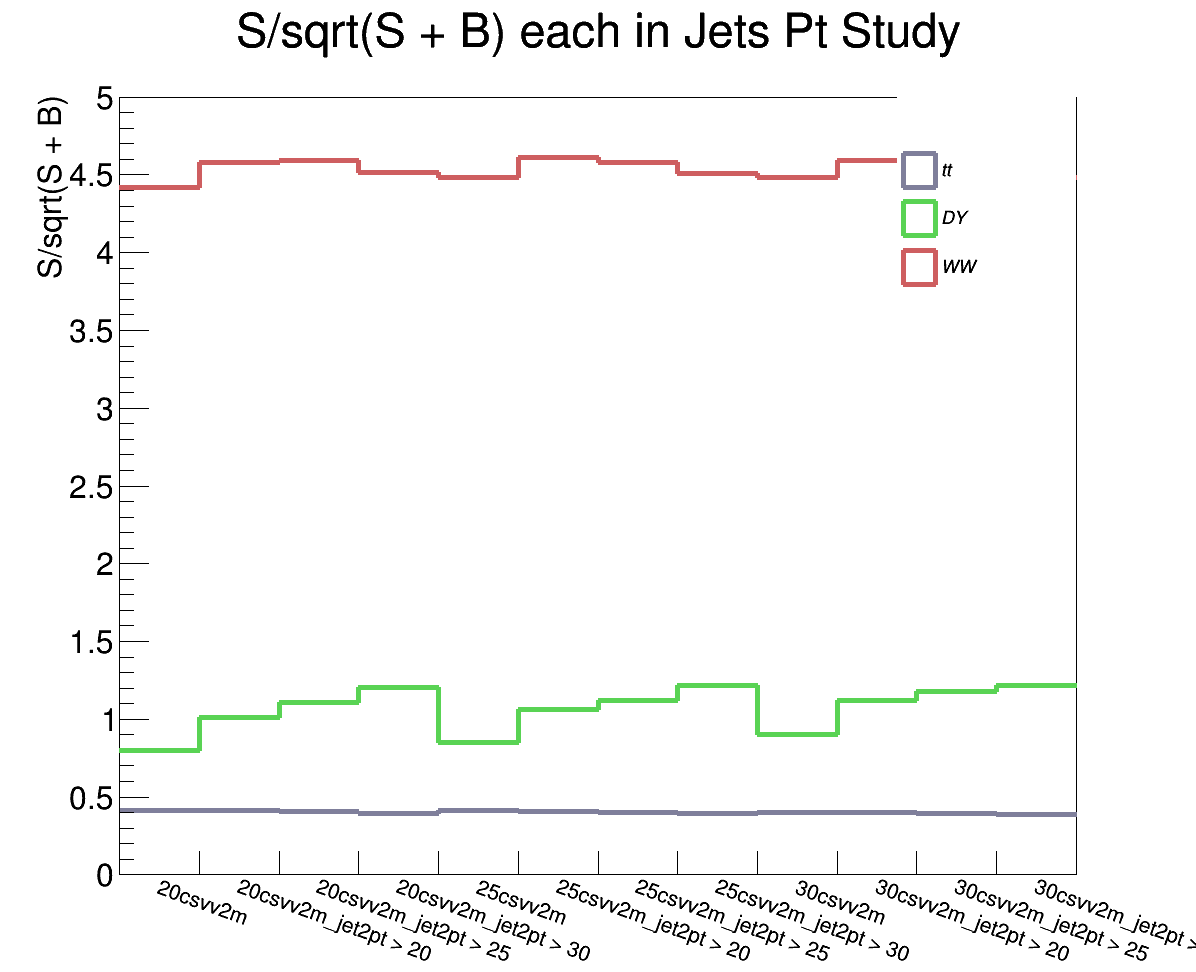 S/sqrt(S + B) each in Jets Pt Study
S/sqrt(S + B)
5
4.5
4
3.5
3
2.5
2
1.5
1
0.5
0
tt
DY
WW
20csvv2m
20csvv2m_jet2pt > 20
20csvv2m_jet2pt > 25
20csvv2m_jet2pt > 30
25csvv2m
25csvv2m_jet2pt > 20
25csvv2m_jet2pt > 25
25csvv2m_jet2pt > 30
30csvv2m
30csvv2m_jet2pt > 20
30csvv2m_jet2pt > 25
30csvv2m_jet2pt >